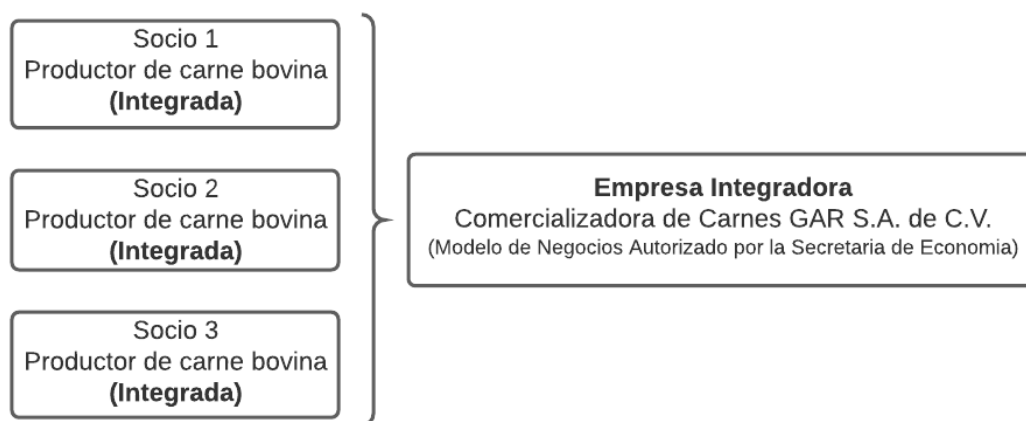 Socio 1
Productor de carne bovina
(Integrada)
Socio 2
Productor de carne bovina
(Integrada)
Socio 3
Productor de carne bovina
(Integrada)
Empresa Integradora
Comercializadora de Carnes GAR S.A. de C.V.
(Modelo de Negocios Autorizado por la Secretaria de Economia)